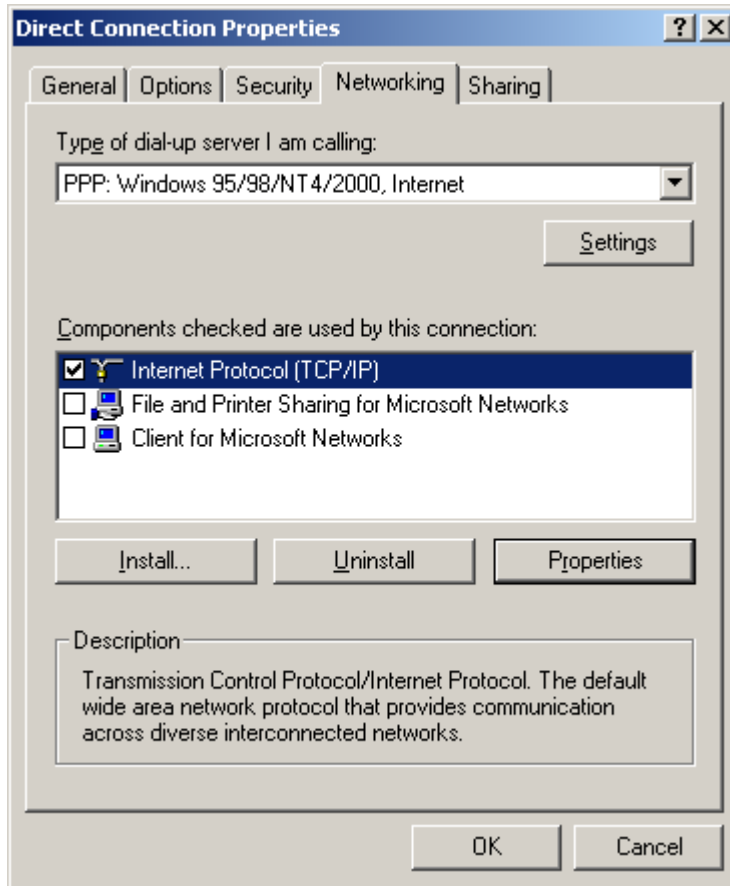 Direct Connection Properties
General Options Security Networking Sharing
Type of dial-up server I am calling:
PPP: Windows 95/98/NT4/2000, Internet
Settings
Components checked are used by this connection:
Internet Protocol (TCP/IP)
File and Printer Sharing for Microsoft Networks
Client for Microsoft Networks
Install... Uninstall Properties
Description
Transmission Control Protocol/Internet Protocol. The default
wide area network protocol that provides communication
across diverse interconnected networks.
OK Cancel